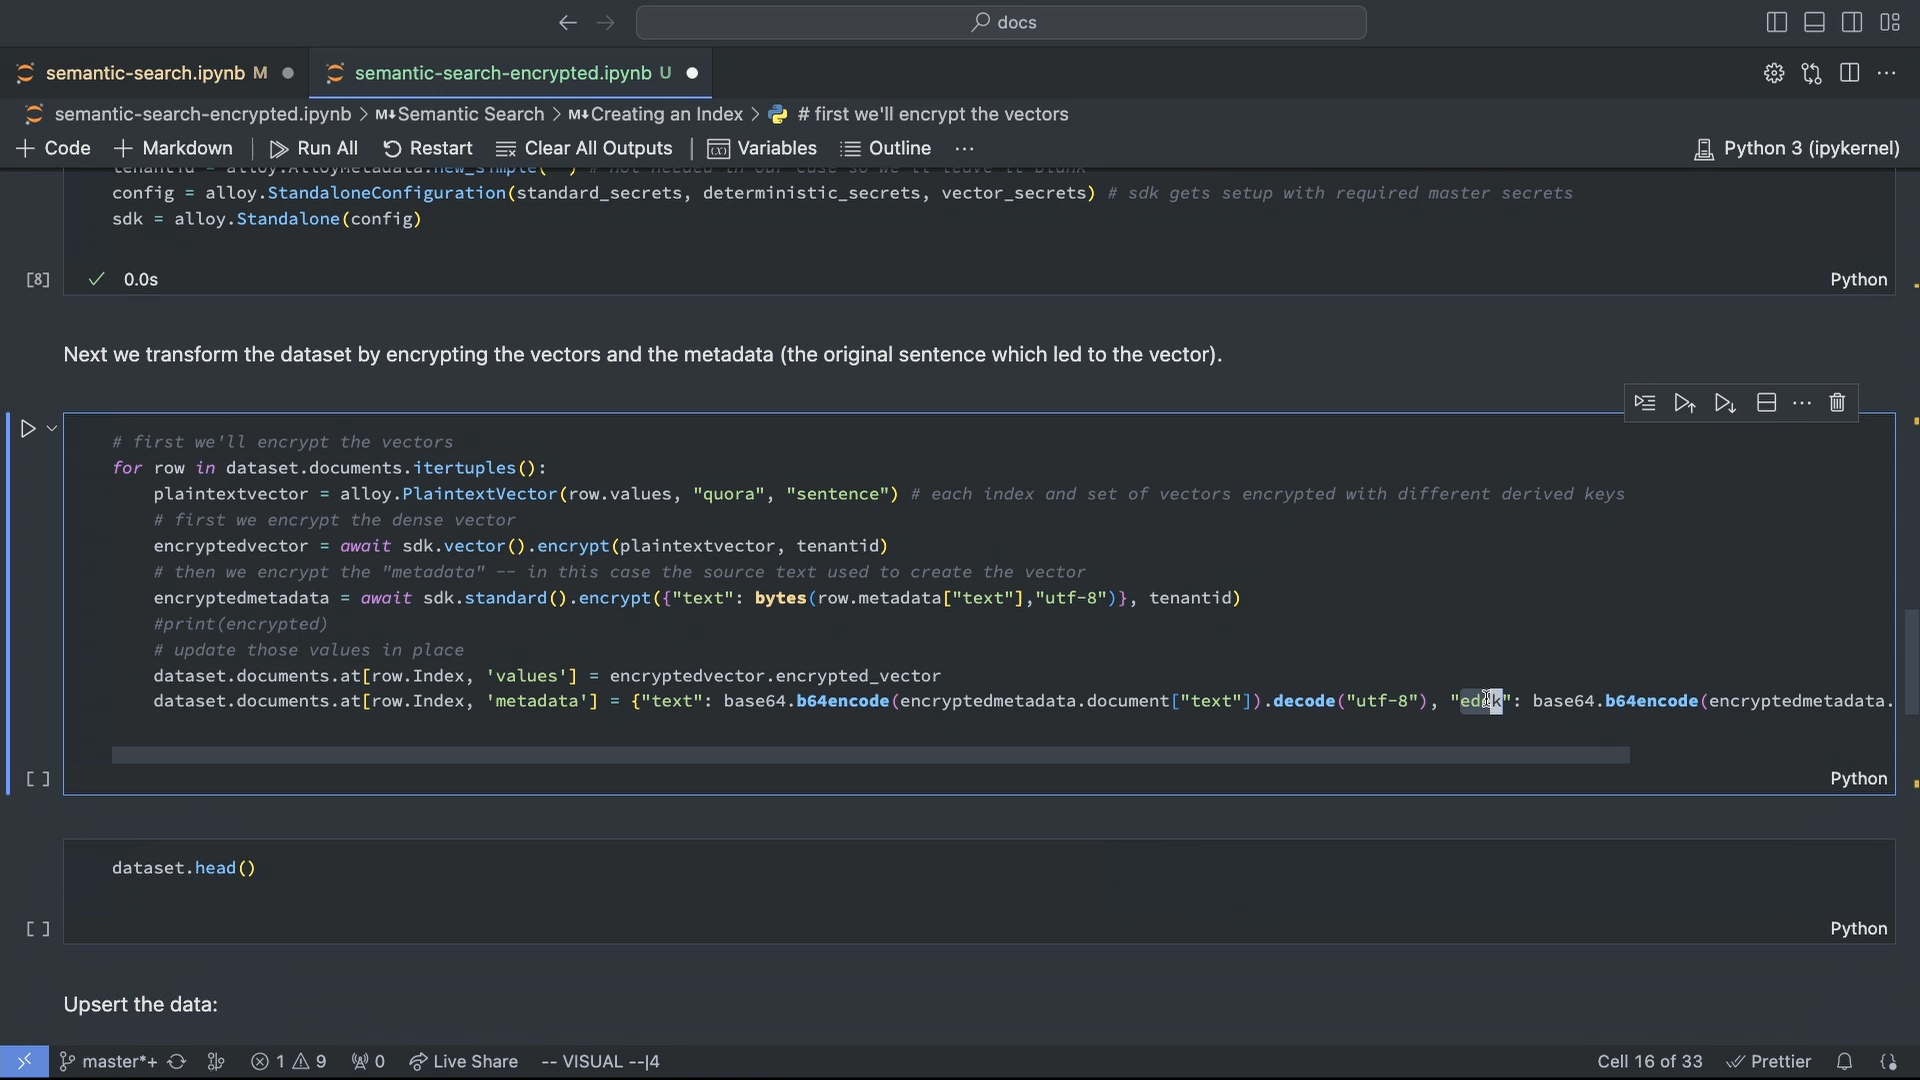 docs
semantic-search.ipynb M
semantic-search-encrypted.ipynb U
semantic-search-encrypted.ipynb > M↓Semantic Search > M↓Creating an Index > # first we'll encrypt the vectors
+ Code + Markdown Run All Restart Clear All Outputs Variables Outline ... Python 3 (ipykernel)
config = alloy.StandaloneConfiguration(standard_secrets, deterministic_secrets, vector_secrets) # sdk gets setup with required master secrets
sdk = alloy.Standalone(config)
[8] 0.0s Python
Next we transform the dataset by encrypting the vectors and the metadata (the original sentence which led to the vector).
# first we'll encrypt the vectors
for row in dataset.documents.itertuples():
plaintextvector = alloy.PlaintextVector(row.values, "quora", "sentence") # each index and set of vectors encrypted with different derived keys
# first we encrypt the dense vector
encryptedvector = await sdk.vector().encrypt(plaintextvector, tenantid)
# then we encrypt the "metadata" -- in this case the source text used to create the vector
encryptedmetadata = await sdk.standard().encrypt({"text": bytes(row.metadata["text"],"utf-8")}, tenantid)
#print(encrypted)
# update those values in place
dataset.documents.at[row.Index, 'values'] = encryptedvector.encrypted_vector
dataset.documents.at[row.Index, 'metadata'] = {"text": base64.b64encode(encryptedmetadata.document["text"]).decode("utf-8"), "edek": base64.b64encode(encryptedmetadata.
[ ] Python
dataset.head()
[ ] Python
Upsert the data:
master*+ 1 9 0 Live Share -- VISUAL --|4 Cell 16 of 33 Prettier